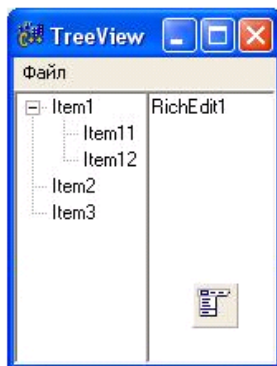 TreeView
Файл
Item1
RichEdit1
Item11
Item12
Item2
Item3